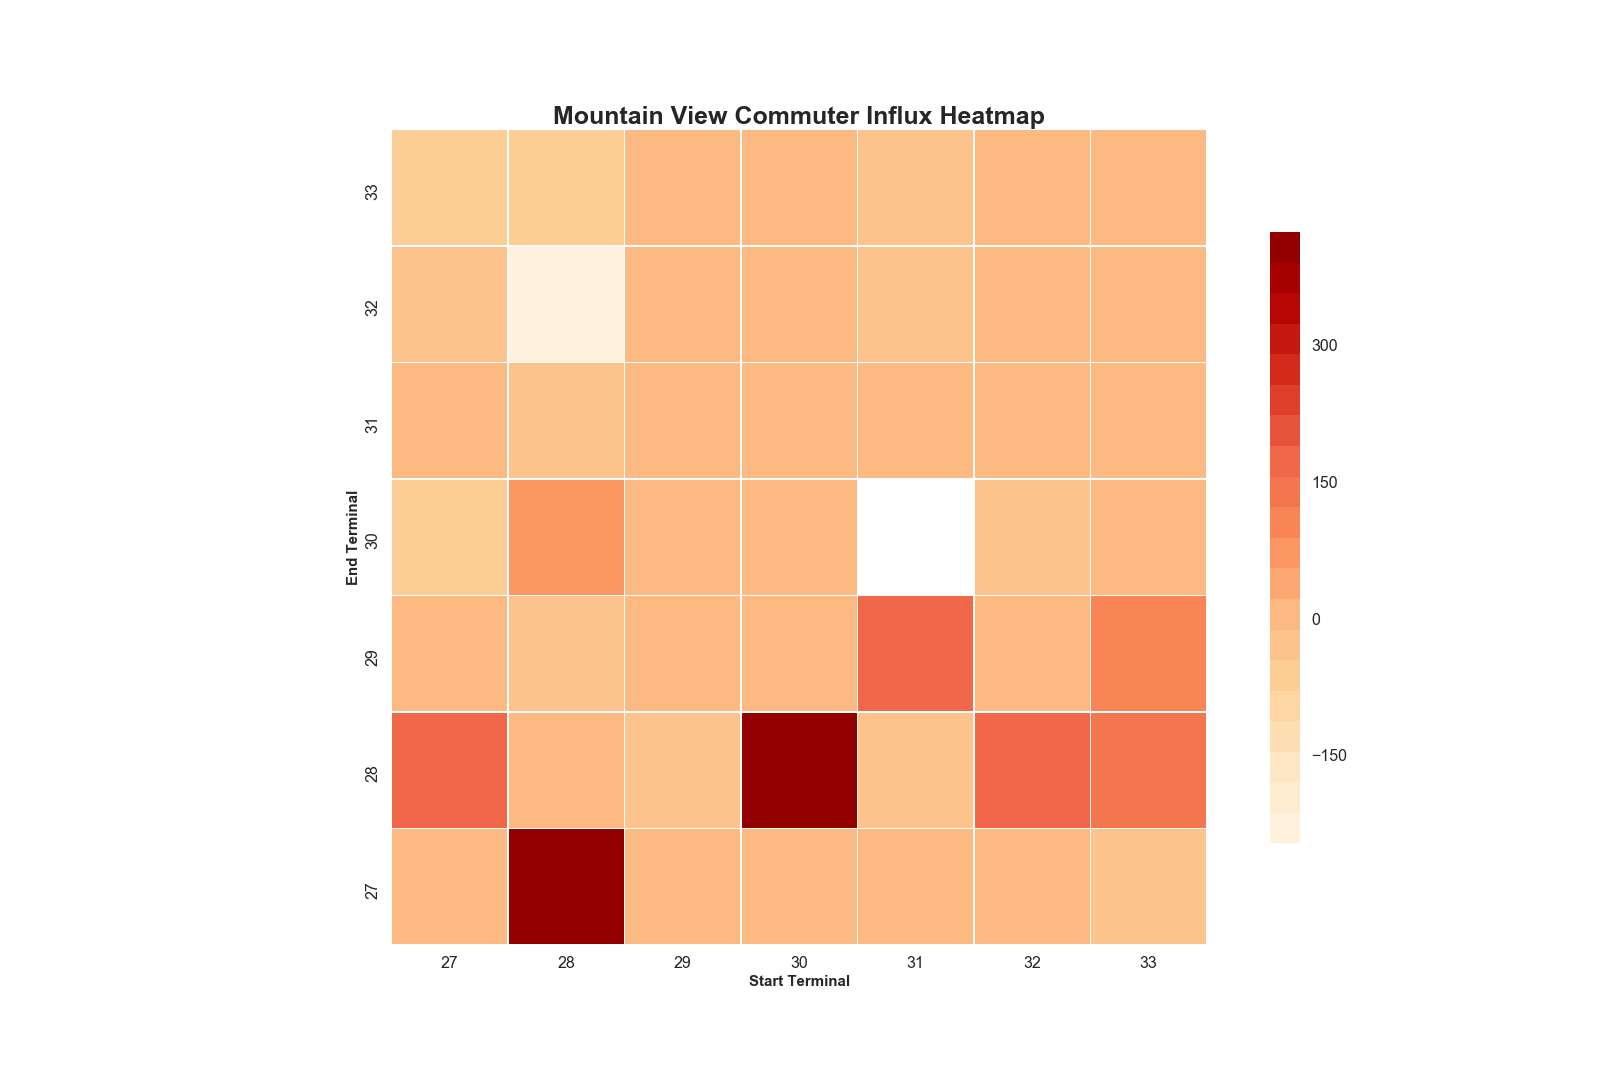 Mountain View Commuter Influx Heatmap
33
32
31
30
29
28
27
End Terminal
27 28 29 30 31 32 33
Start Terminal
300
150
0
−150